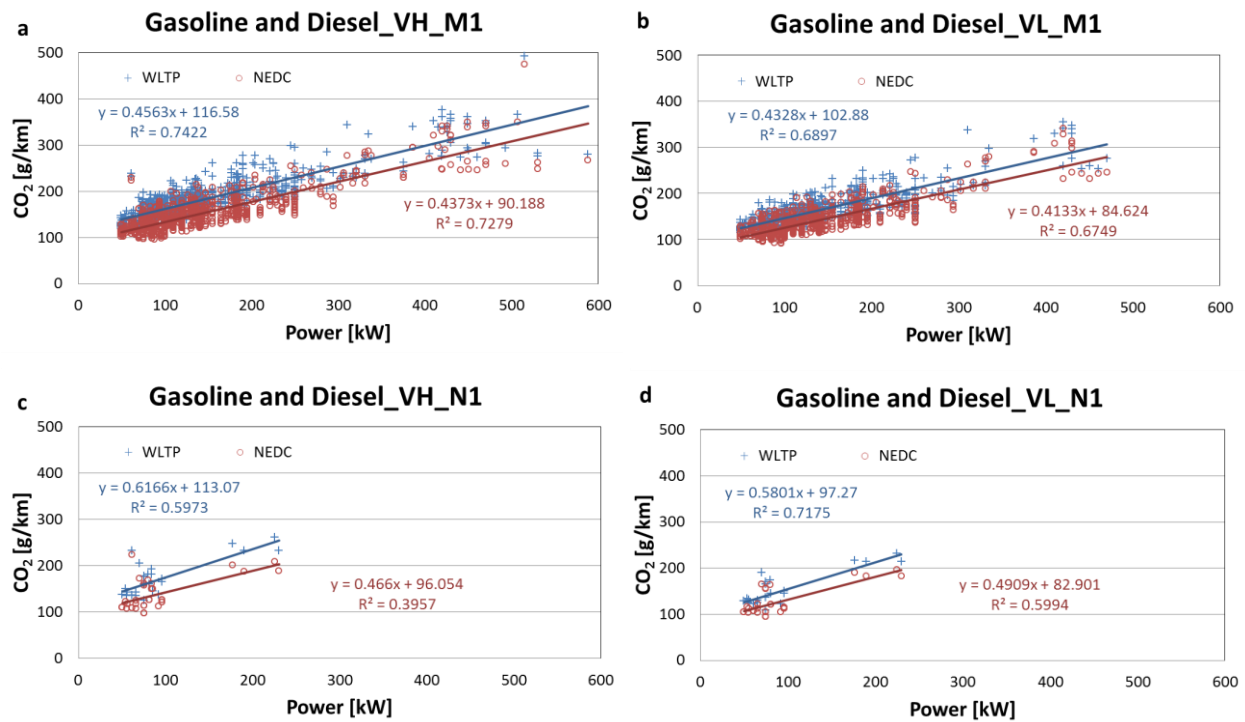 a
Gasoline and Diesel_VH_M1
500
400
300
200
100
0
CO₂ [g/km]
WLTP
NEDC
y = 0.4563x + 116.58
R² = 0.7422
y = 0.4373x + 90.188
R² = 0.7279
0 100 200 300 400 500 600
Power [kW]
b
Gasoline and Diesel_VL_M1
500
400
300
200
100
0
CO₂ [g/km]
WLTP
NEDC
y = 0.4328x + 102.88
R² = 0.6897
y = 0.4133x + 84.624
R² = 0.6749
0 100 200 300 400 500 600
Power [kW]
c
Gasoline and Diesel_VH_N1
500
400
300
200
100
0
CO₂ [g/km]
WLTP
NEDC
y = 0.6166x + 113.07
R² = 0.5973
y = 0.466x + 96.054
R² = 0.3957
0 100 200 300 400 500 600
Power [kW]
d
Gasoline and Diesel_VL_N1
500
400
300
200
100
0
CO₂ [g/km]
WLTP
NEDC
y = 0.5801x + 97.27
R² = 0.7175
y = 0.4909x + 82.901
R² = 0.5994
0 100 200 300 400 500 600
Power [kW]